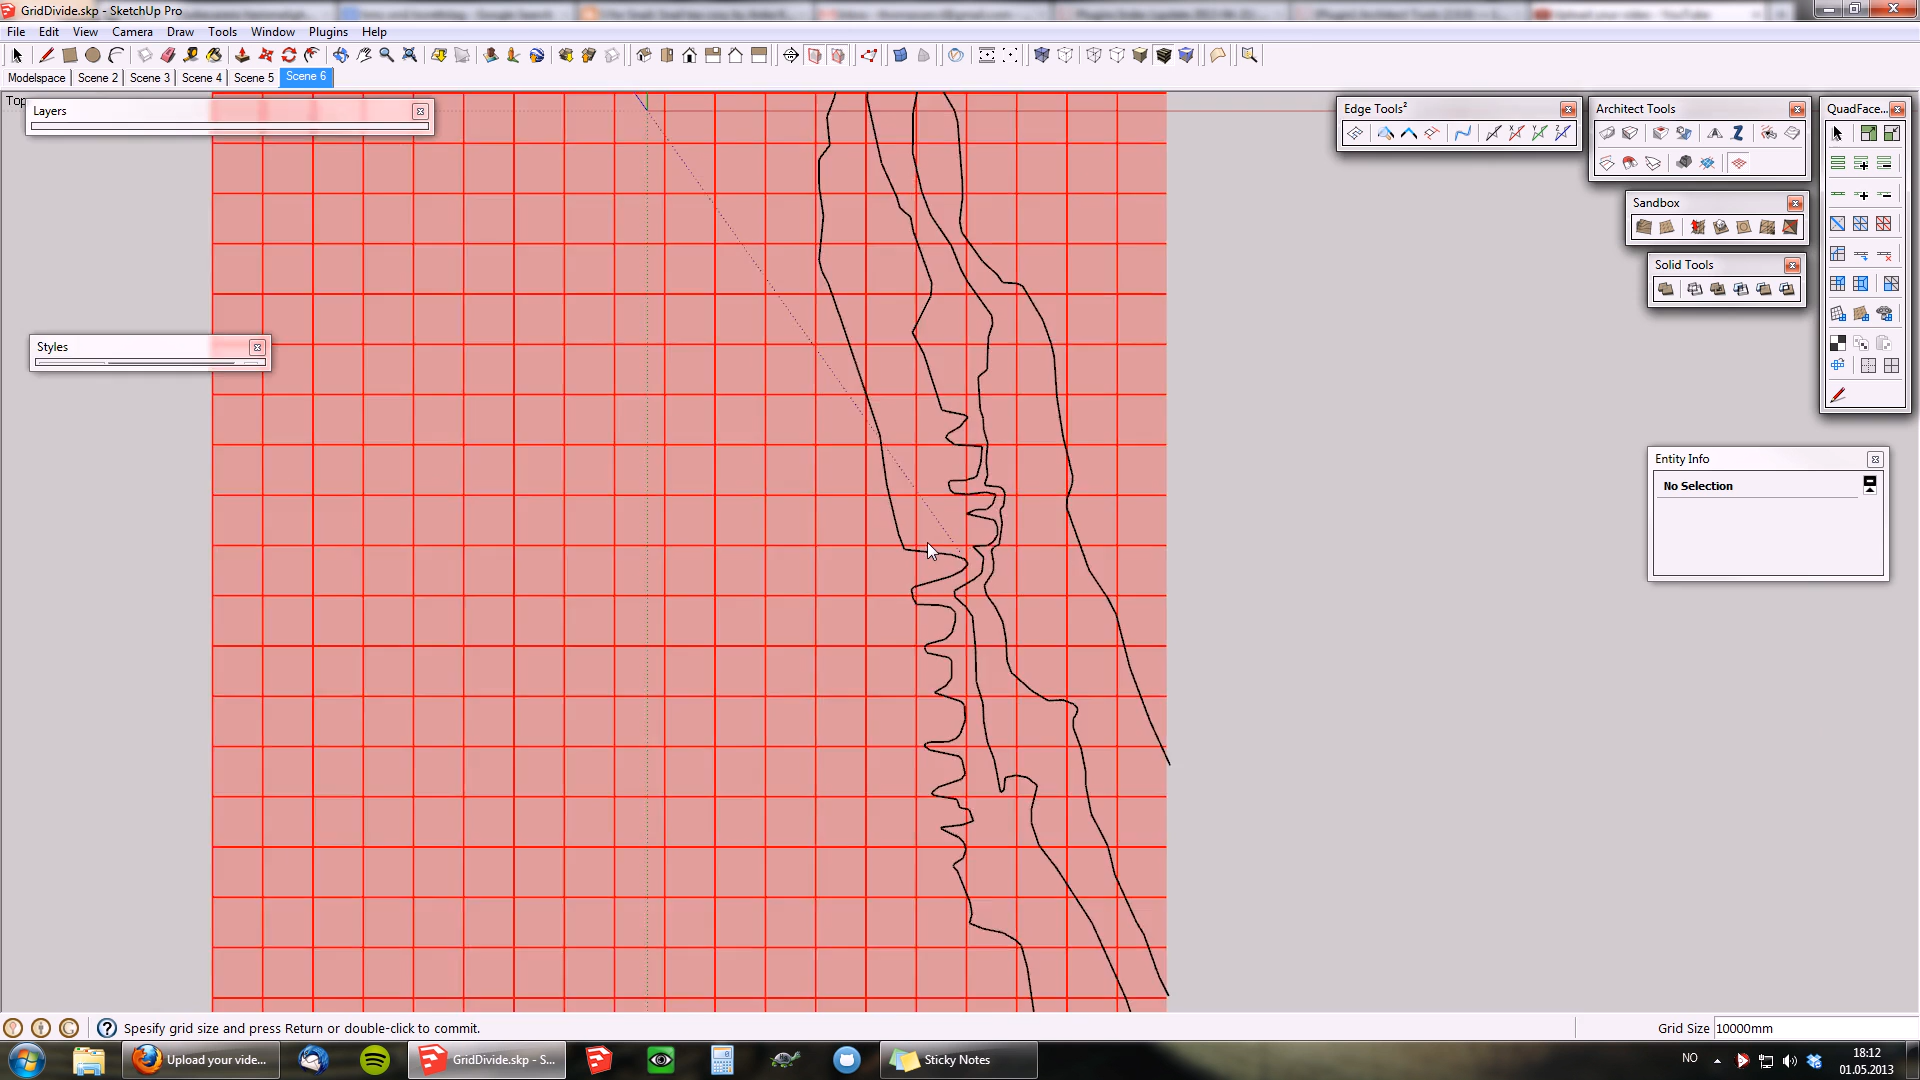 GridDivide.skp - SketchUp Pro
File Edit View Camera Draw Tools Window Plugins Help
Modelspace Scene 2 Scene 3 Scene 4 Scene 5 Scene 6
Top
Layers
Edge Tools²
Architect Tools
QuadFace...
Sandbox
Solid Tools
Styles
Entity Info
No Selection
Spesify grid size and press Return or double-click to commit.
Grid Size 10000mm
Upload your vide...
GridDivide.skp - S...
Sticky Notes
NO
18:12
01.05.2013